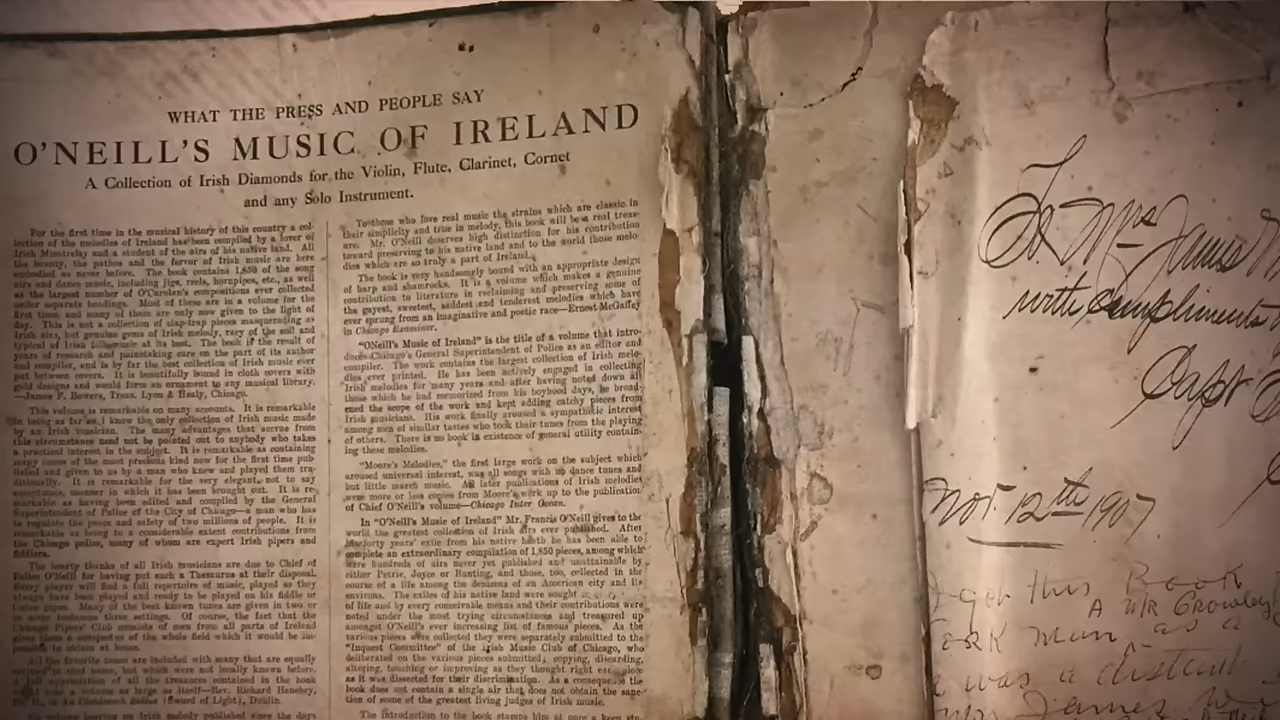 WHAT THE PRESS AND PEOPLE SAY
O'NEILL'S MUSIC OF IRELAND
A Collection of Irish Diamonds for the Violin, Flute, Clarinet, Cornet
and any Solo Instrument.
For the first time in the musical history of this country a col-
lection of the melodies of Ireland has been compiled by a lover of
Irish Minstrelsy and a student of the airs of his native land. All
the beauty, the pathos and the fervor of Irish music are here
embodied as never before. The book contains 1,850 of the song
airs and dance music, including jigs, reels, hornpipes, etc., as well
as the largest number of O'Carolan's compositions ever collected
under separate headings. Most of these are in a volume for the
first time, and many of them are only now given to the light of
day. This is not a collection of clap-trap pieces masquerading as
Irish airs, but genuine gems of Irish melody, racy of the soil and
typical of Irish music at its best. The book if the result of
years of research and painstaking care on the part of its author
and compiler, and is by far the best collection of Irish music ever
put between covers. It is beautifully bound in cloth covers with
gold designs and would form an ornament to any musical library.
—James F. Bowers, Treas. Lyon & Healy, Chicago.
This volume is remarkable on many accounts. It is remarkable
in being as far as I know the only collection of Irish music made
by an Irish musician. The many advantages that accrue from
this circumstance need not be pointed out to anybody who takes
a practical interest in the subject. It is remarkable as containing
many tunes of the most precious kind now for the first time pub-
lished and given to us by a man who knew and played them tra-
ditionally. It is remarkable for the very elegant, not to say
sumptuous, manner in which it has been brought out. It is re-
markable as having been edited and compiled by the General
Superintendent of Police of the City of Chicago—a man who has
to regulate the peace and safety of two millions of people. It is
remarkable as being to a considerable extent contributions from
the Chicago police, many of whom are expert Irish pipers and
fiddlers.
The hearty thanks of all Irish musicians are due to Chief of
Police O'Neill for having put such a Thesaurus at their disposal.
Every player will find a full repertoire of music, played as they
always have been played and ready to be played on his fiddle or
pipes. Many of the best known tunes are given in two or
in some instances three settings. Of course, the fact that the
Chicago Pipers' Club consists of men from all parts of Ireland
gives them a conspectus of the whole field which it would be im-
possible to obtain at home.
All the favorite tunes are included with many that are equally
but which were not locally known before.
A full appreciation of all the treasures contained in the book
take a volume as large as itself—Rev. Richard Henebry,
Ph. D., in An Claidheamh Soluis (Sword of Light), Dublin.
on Irish melody published since the days
To those who love real music the strains which are classic in
their simplicity and true in melody, this book will be a real treas-
ure. Mr. O'Neill deserves high distinction for his contribution
toward preserving to his native land and to the world those melo-
dies which are so truly a part of Ireland.
The book is very handsomely bound with an appropriate design
of harp and shamrocks. It is a volume which makes a genuine
contribution to literature in reclaiming and preserving some of
the gayest, sweetest, saddest and tenderest melodies which have
ever sprung from an imaginative and poetic race—Ernest McGaffey
in Chicago Examiner.
"O'Neill's Music of Ireland" is the title of a volume that intro-
duces Chicago's General Superintendent of Police as an editor and
compiler. The work contains the largest collection of Irish melo-
dies ever printed. He has been actively engaged in collecting
Irish melodies for many years and after having noted down all
those which he had memorized from his boyhood days, he broad-
ened the scope of the work and kept adding catchy pieces from
Irish musicians. His work finally aroused a sympathetic interest
among men of similar tastes who took their tunes from the playing
of others. There is no book in existence of general utility contain-
ing these melodies.
"Moore's Melodies," the first large work on the subject which
aroused universal interest, was all songs with no dance tunes and
but little march music. All later publications of Irish melodies
were more or less copies from Moore's work up to the publication
of Chief O'Neill's volume—Chicago Inter Ocean.
In "O'Neill's Music of Ireland" Mr. Francis O'Neill gives to the
world the greatest collection of Irish airs ever published. After
forty years' exile from his native heath he has been able to
complete an extraordinary compilation of 1,850 pieces, among which
were hundreds of airs never yet published and unattainable by
either Petrie, Joyce or Bunting, and those, too, collected in the
course of a life among the denizens of an American city and its
environs. The exiles of his native land were sought
of life and by every conceivable means and their contributions were
noted under the most trying circumstances and treasured up
amongst O'Neill's ever increasing list of famous pieces. As the
various pieces were collected they were separately submitted to the
"Inquest Committee" of the Irish Music Club of Chicago, who
deliberated on the various pieces submitted, copying, discarding,
altering, touching or improving as they thought right
as it was dissected for their discrimination. As a consequence the
book does not contain a single air that does not obtain the sanc-
tion of some of the greatest living judges of Irish music.
The introduction to the book stamps him at once a keen stu-
To. Mrs James
with compliments
Capt
Nov. 12th 1907
got this Book
A MR Crowley
CORK Man, as a
was a distant
James